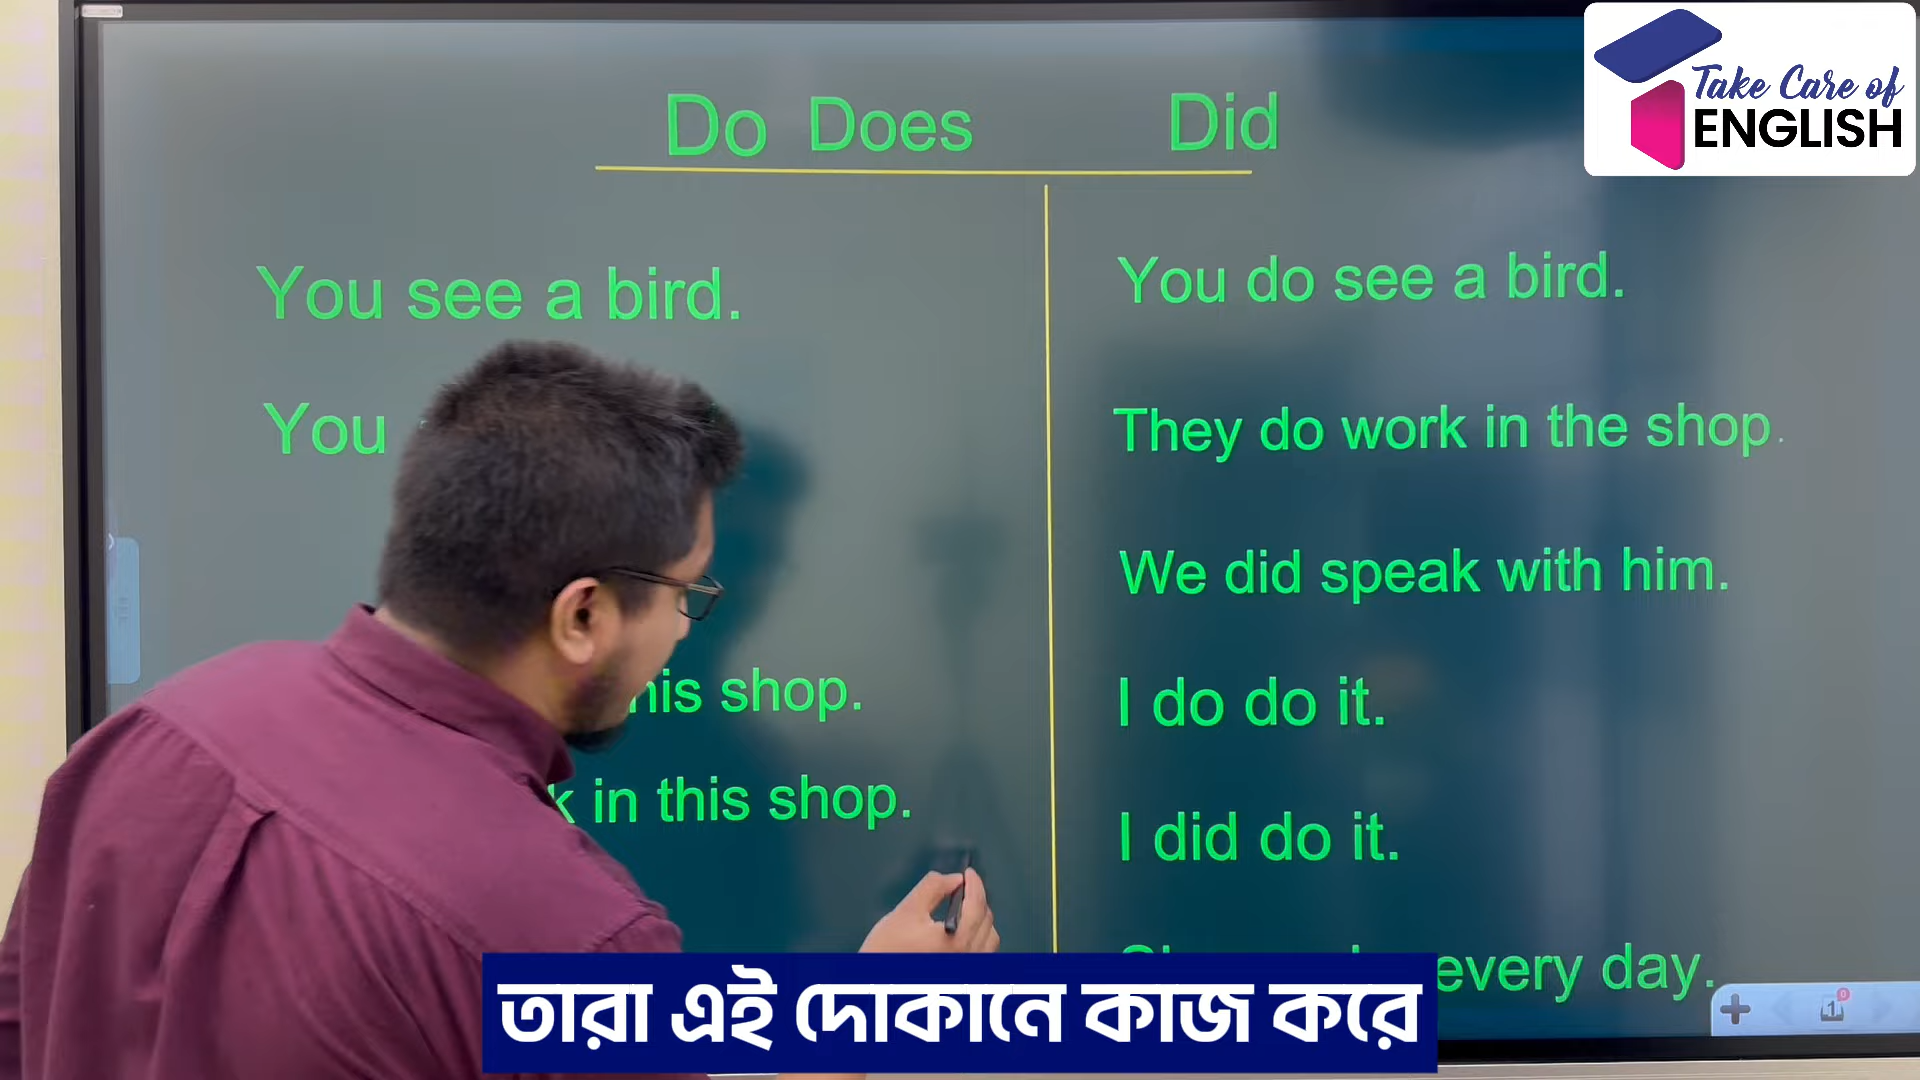 Do Does Did
Take Care of
ENGLISH
You see a bird.
You
shop.
in this shop.
You do see a bird.
They do work in the shop.
We did speak with him.
I do do it.
I did do it.
every day.
তারা এই দোকানে কাজ করে